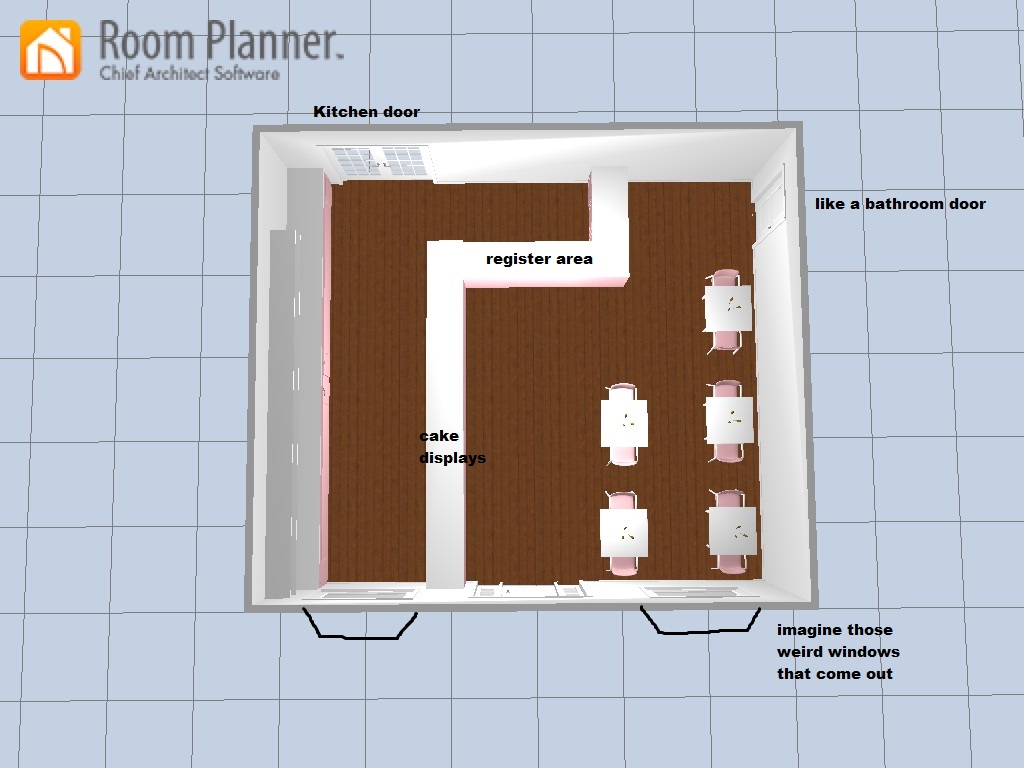 Room Planner™
Chief Architect Software
Kitchen door
like a bathroom door
register area
cake
displays
imagine those
weird windows
that come out